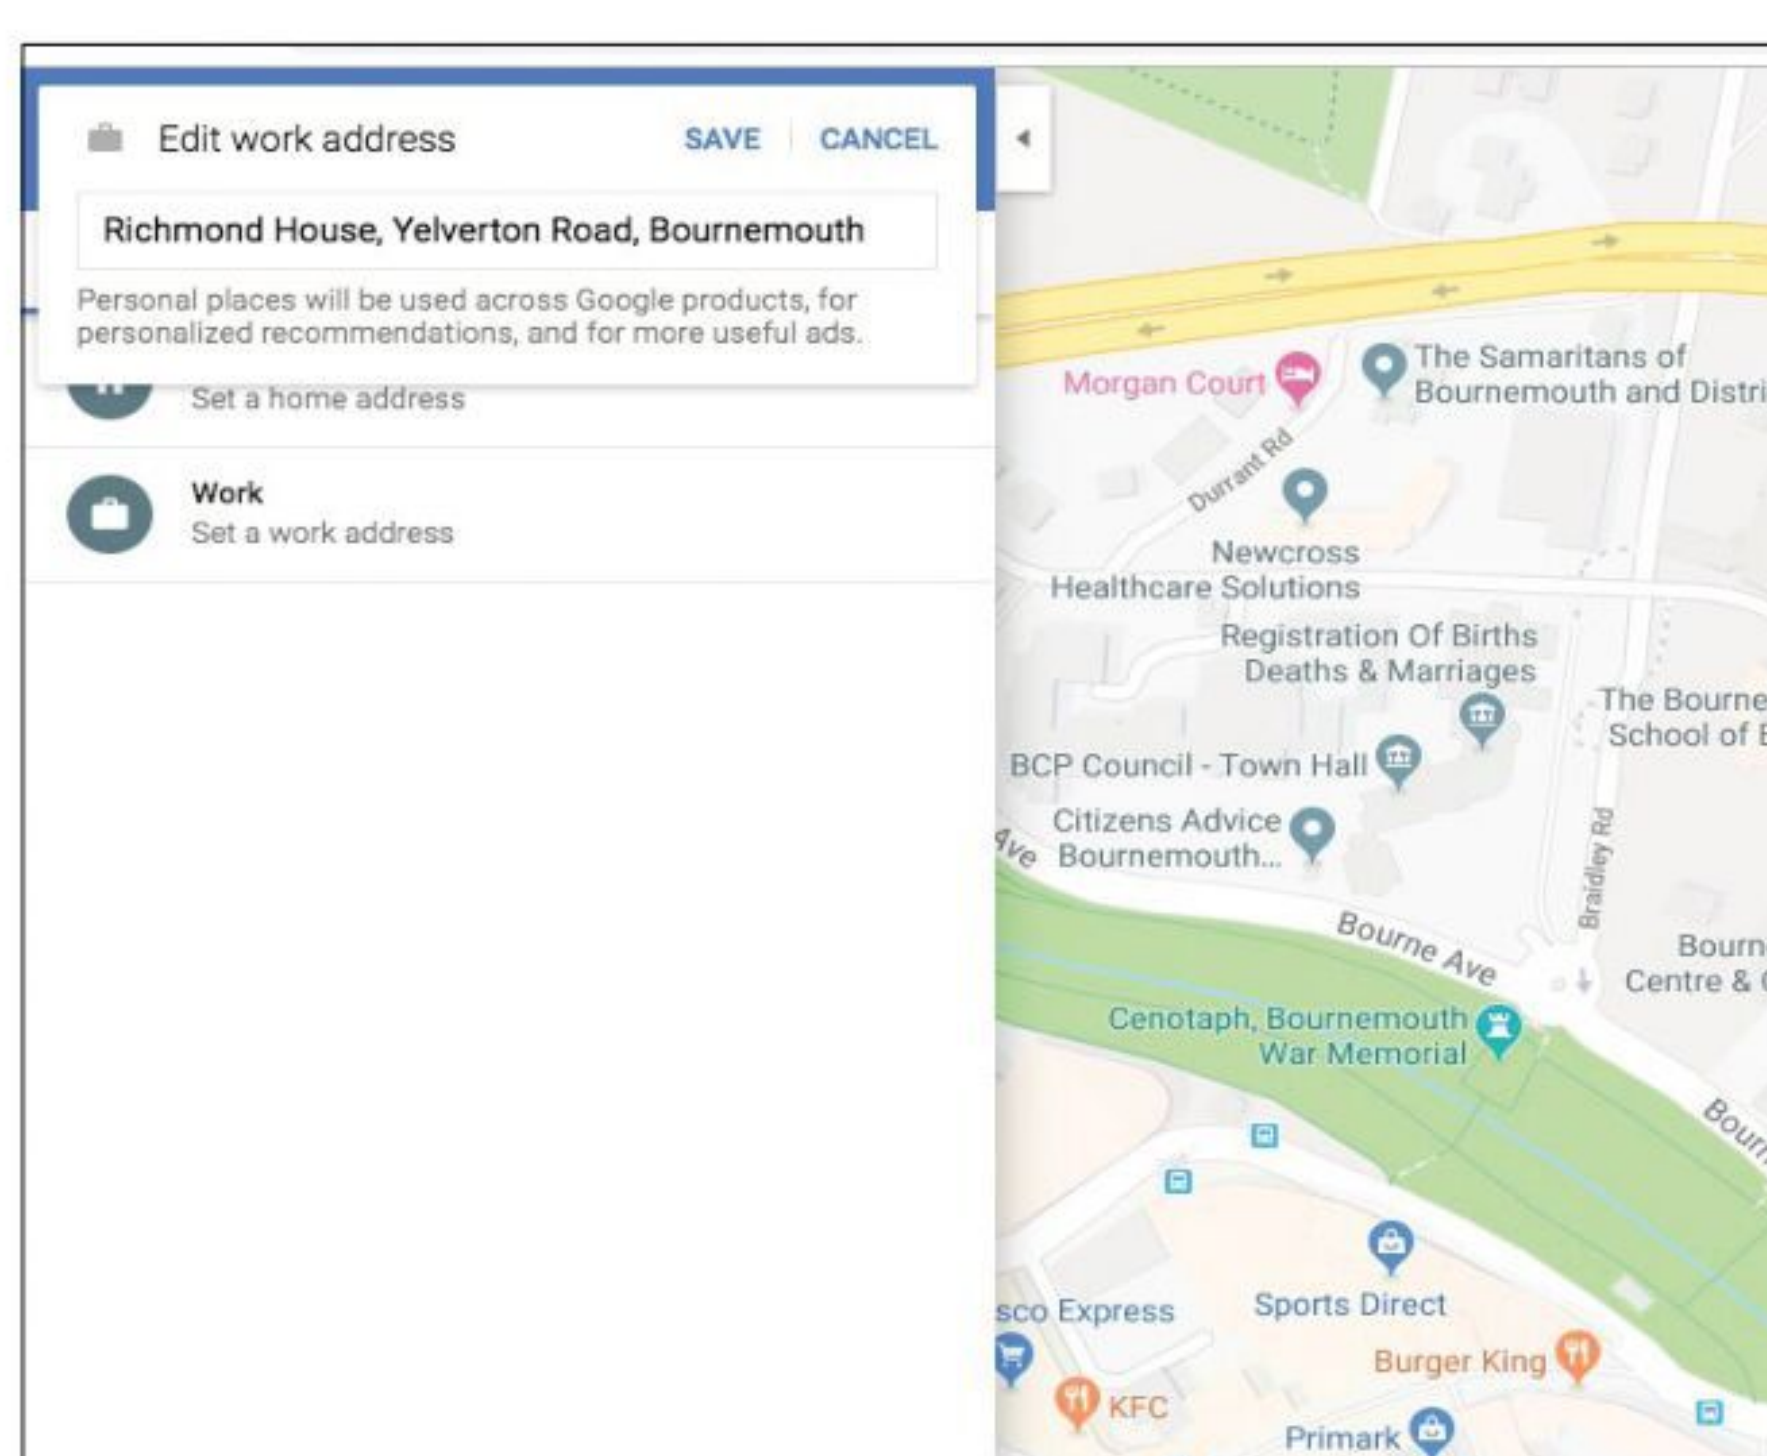 Edit work address
SAVE
CANCEL
Richmond House, Yelverton Road, Bournemouth
Personal places will be used across Google products, for
personalized recommendations, and for more useful ads.
Set a home address
Work
Set a work address
Morgan Court
The Samaritans of
Bournemouth and Distri
Durrant Rd
Newcross
Healthcare Solutions
Registration Of Births
Deaths & Marriages
The Bourne
School of E
BCP Council - Town Hall
Citizens Advice
Bournemouth...
Ave
Braidley Rd
Bourne Ave
Bourn
Centre &
Cenotaph, Bournemouth
War Memorial
Bourn
sco Express
Sports Direct
Burger King
KFC
Primark